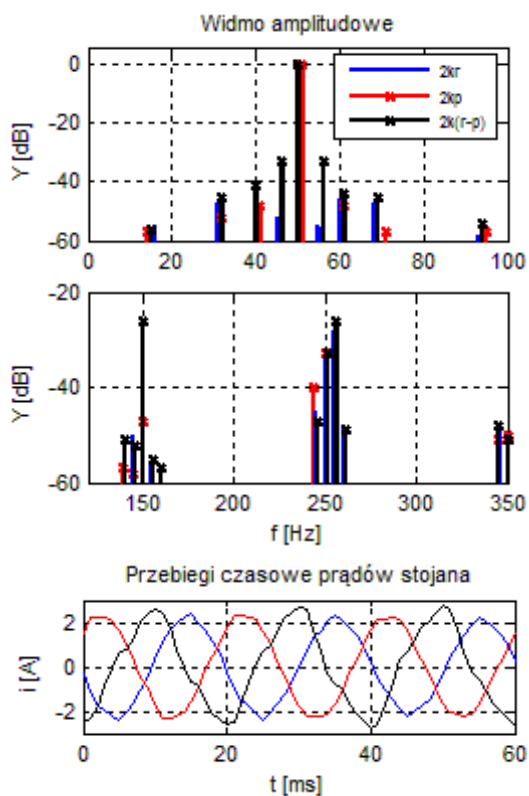 Widmo amplitudowe
Y [dB]
0
-20
-40
-60
0 20 40 60 80 100
2kr
2kp
2k(r-p)
Y [dB]
-20
-40
-60
150 200 250 300 350
f [Hz]
Przebiegi czasowe prądów stojana
i [A]
2
0
-2
0 20 40 60
t [ms]